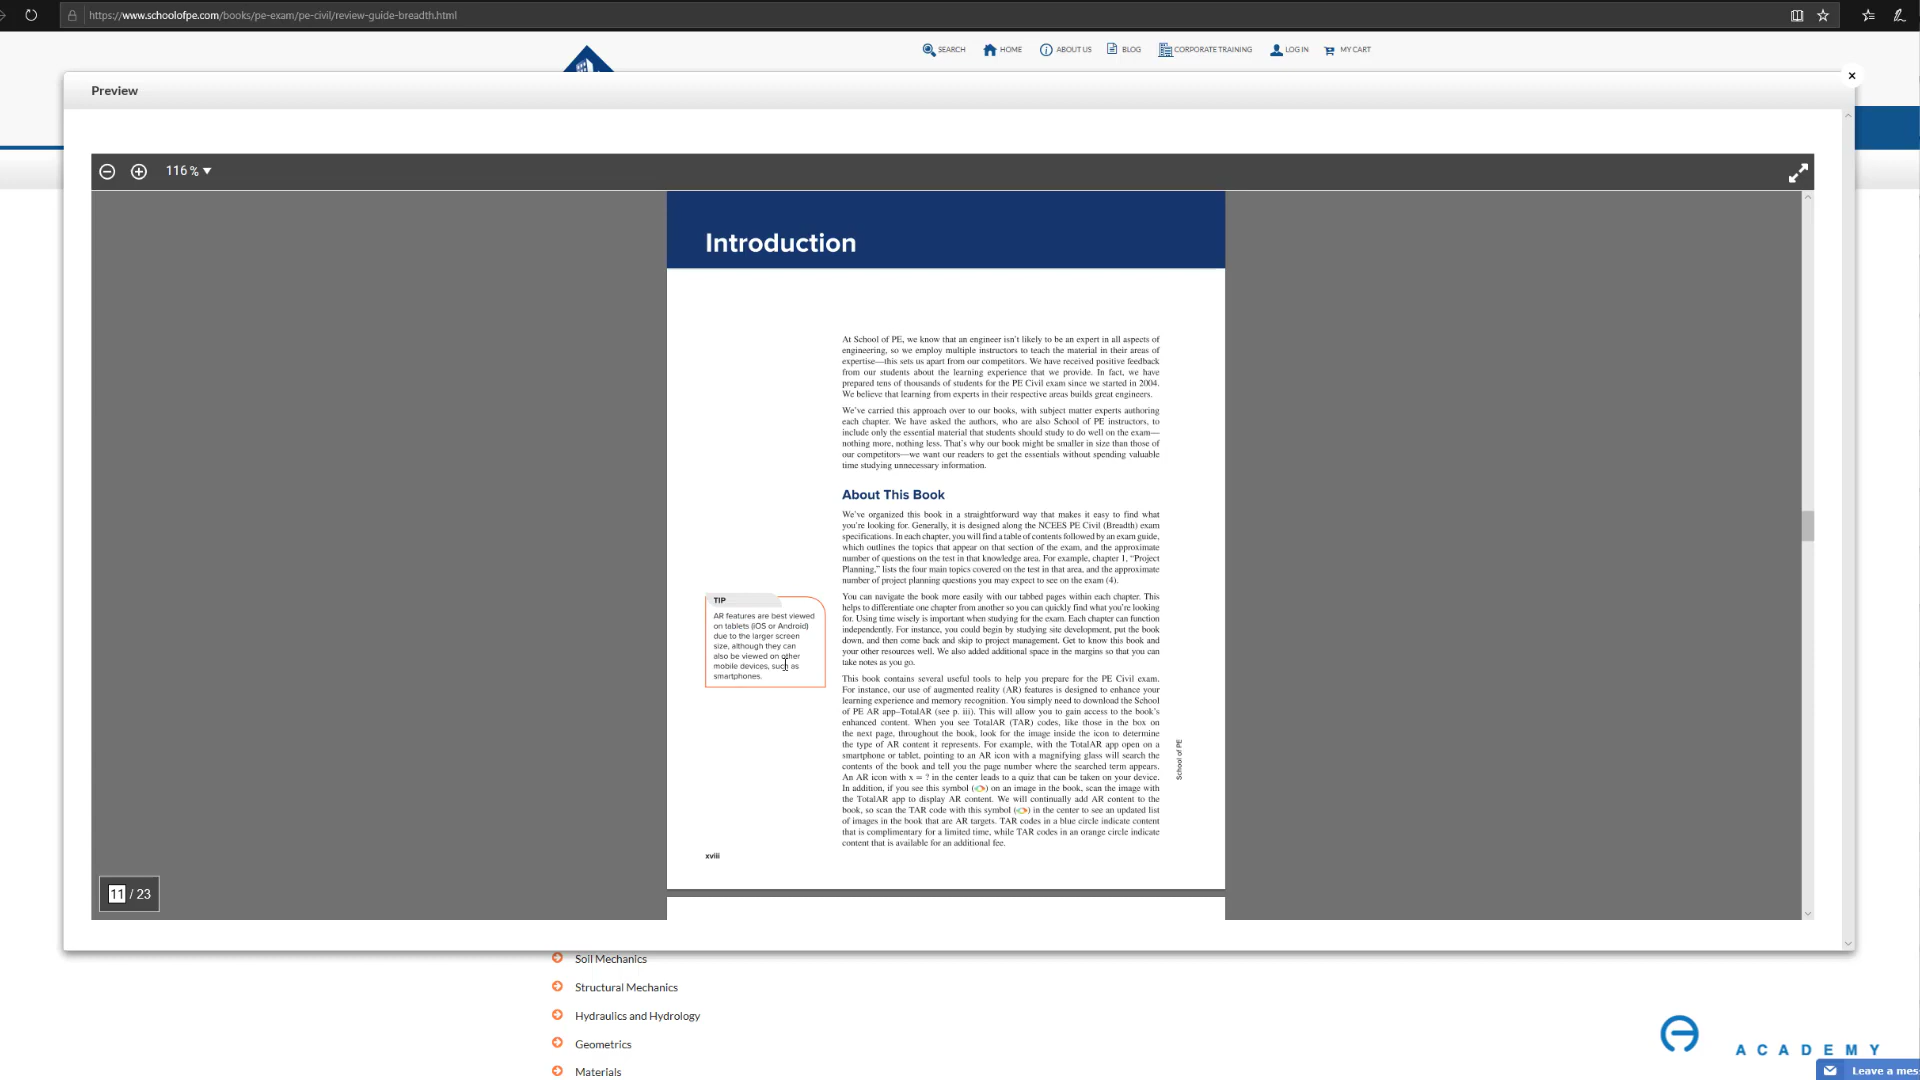 https://www.schoolofpe.com/books/pe-exam/pe-civil/review-guide-breadth.html
SEARCH HOME ABOUT US BLOG CORPORATE TRAINING LOG IN MY CART
Preview
116 %
Introduction
At School of PE, we know that an engineer isn't likely to be an expert in all aspects of
engineering, so we employ multiple instructors to teach the material in their areas of
expertise—this sets us apart from our competitors. We have received positive feedback
from our students about the learning experience that we provide. In fact, we have
prepared tens of thousands of students for the PE Civil exam since we started in 2004.
We believe that learning from experts in their respective areas builds great engineers.
We've carried this approach over to our books, with subject matter experts authoring
each chapter. We have asked the authors, who are also School of PE instructors, to
include only the essential material that students should study to do well on the exam—
nothing more, nothing less. That's why our book might be smaller in size than those of
our competitors—we want our readers to get the essentials without spending valuable
time studying unnecessary information.
About This Book
We've organized this book in a straightforward way that makes it easy to find what
you're looking for. Generally, it is designed along the NCEES PE Civil (Breadth) exam
specifications. In each chapter, you will find a table of contents followed by an exam guide,
which outlines the topics that appear on that section of the exam, and the approximate
number of questions on the test in that knowledge area. For example, chapter 1, "Project
Planning," lists the four main topics covered on the test in that area, and the approximate
number of project planning questions you may expect to see on the exam (4).
You can navigate the book more easily with our tabbed pages within each chapter. This
helps to differentiate one chapter from another so you can quickly find what you're looking
for. Using time wisely is important when studying for the exam. Each chapter can function
independently. For instance, you could begin by studying site development, put the book
down, and then come back and skip to project management. Get to know this book and
your other resources well. We also added additional space in the margins so that you can
take notes as you go.
TIP
AR features are best viewed
on tablets (iOS or Android)
due to the larger screen
size, although they can
also be viewed on other
mobile devices, such as
smartphones.
This book contains several useful tools to help you prepare for the PE Civil exam.
For instance, our use of augmented reality (AR) features is designed to enhance your
learning experience and memory recognition. You simply need to download the School
of PE AR app–TotalAR (see p. iii). This will allow you to gain access to the book's
enhanced content. When you see TotalAR (TAR) codes, like those in the box on
the next page, throughout the book, look for the image inside the icon to determine
the type of AR content it represents. For example, with the TotalAR app open on a
smartphone or tablet, pointing to an AR icon with a magnifying glass will search the
contents of the book and tell you the page number where the searched term appears.
An AR icon with x = ? in the center leads to a quiz that can be taken on your device.
In addition, if you see this symbol ( ) on an image in the book, scan the image with
the TotalAR app to display AR content. We will continually add AR content to the
book, so scan the TAR code with this symbol ( ) in the center to see an updated list
of images in the book that are AR targets. TAR codes in a blue circle indicate content
that is complimentary for a limited time, while TAR codes in an orange circle indicate
content that is available for an additional fee.
School of PE
xviii
11 / 23
Soil Mechanics
Structural Mechanics
Hydraulics and Hydrology
Geometrics
Materials
ACADEMY
Leave a mes